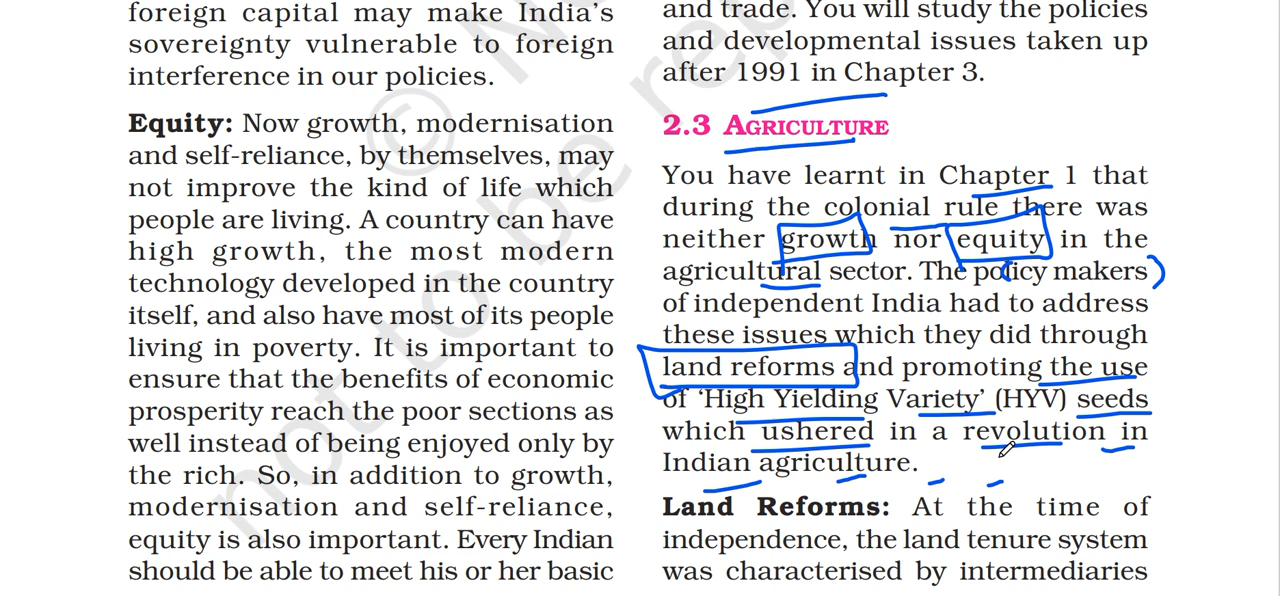 foreign capital may make India's
sovereignty vulnerable to foreign
interference in our policies.
Equity: Now growth, modernisation
and self-reliance, by themselves, may
not improve the kind of life which
people are living. A country can have
high growth, the most modern
technology developed in the country
itself, and also have most of its people
living in poverty. It is important to
ensure that the benefits of economic
prosperity reach the poor sections as
well instead of being enjoyed only by
the rich. So, in addition to growth,
modernisation and self-reliance,
equity is also important. Every Indian
should be able to meet his or her basic
and trade. You will study the policies
and developmental issues taken up
after 1991 in Chapter 3.
2.3 AGRICULTURE
You have learnt in Chapter 1 that
during the colonial rule there was
neither growth nor equity in the
agricultural sector. The policy makers
of independent India had to address
these issues which they did through
land reforms and promoting the use
of 'High Yielding Variety' (HYV) seeds
which ushered in a revolution in
Indian agriculture.
Land Reforms: At the time of
independence, the land tenure system
was characterised by intermediaries
© N
not to be rep